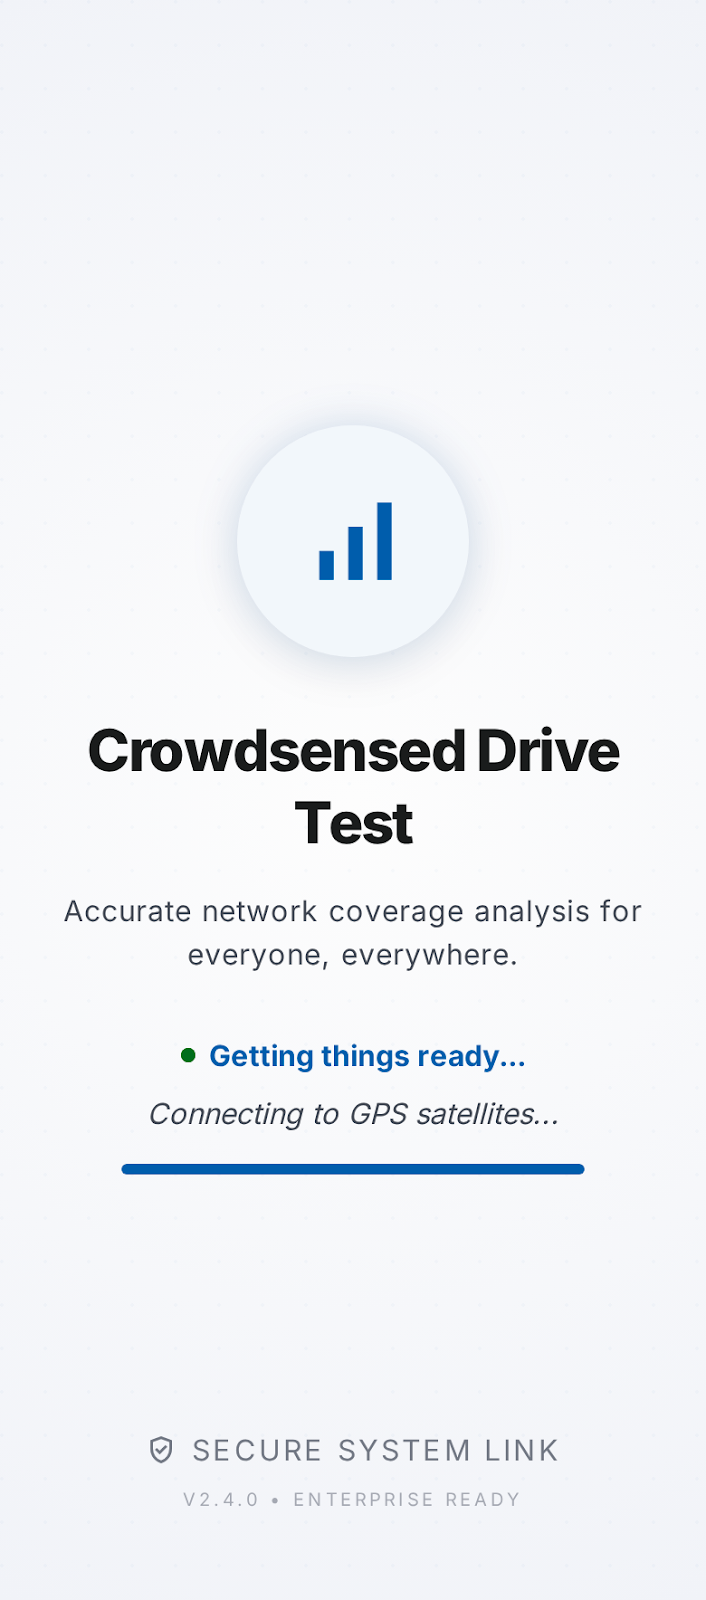 Crowdsensed Drive
Test
Accurate network coverage analysis for
everyone, everywhere.
Getting things ready...
Connecting to GPS satellites...
SECURE SYSTEM LINK
V2.4.0 • ENTERPRISE READY